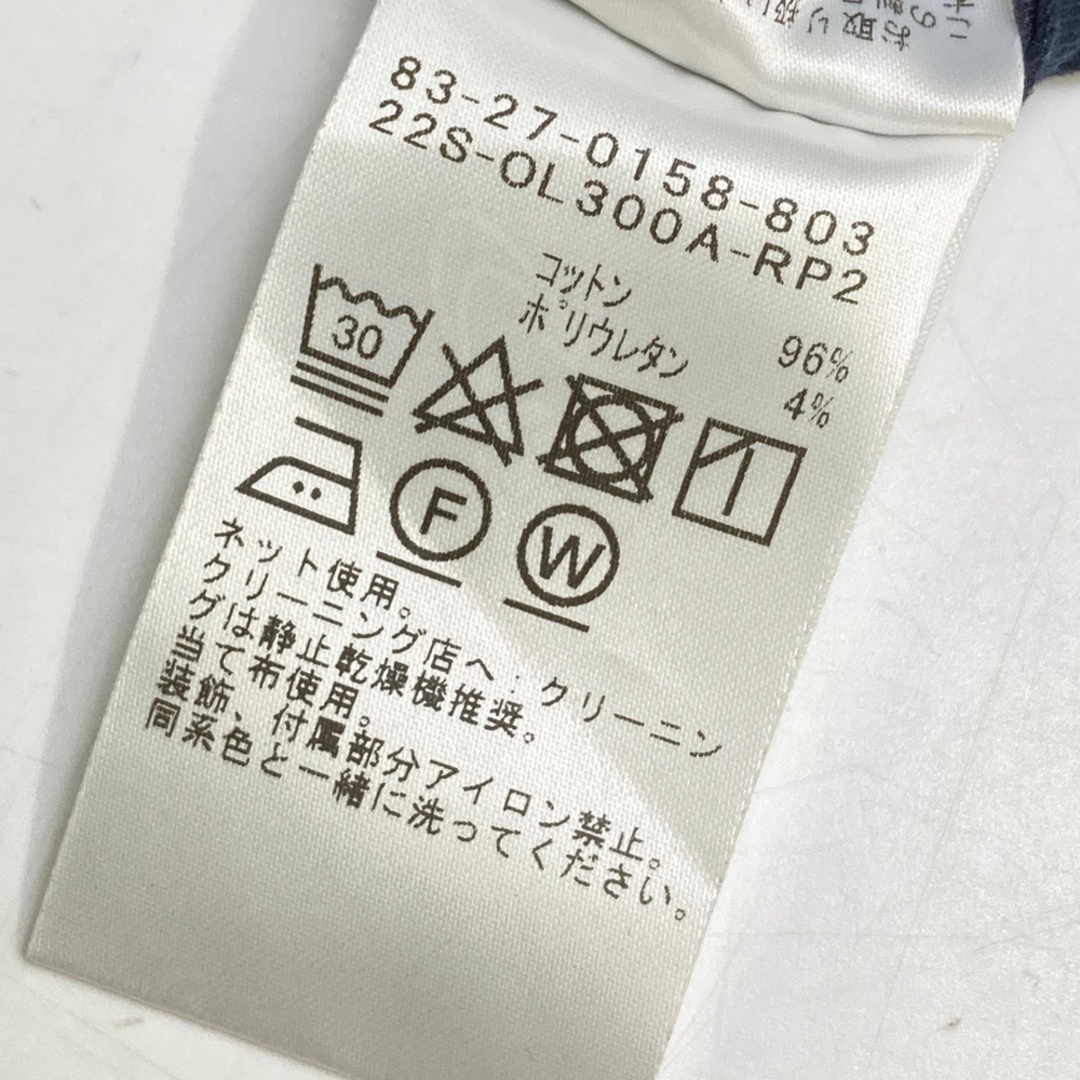 83-27-0158-803
22S-OL300A-RP2
コットン 96%
ポリウレタン 4%
30
F
W
ネット使用。
クリーニング店へ：クリーニン
グは静止乾燥機推奨。
当て布使用。
装飾、付属部分アイロン禁止。
同系色と一緒に洗ってください。